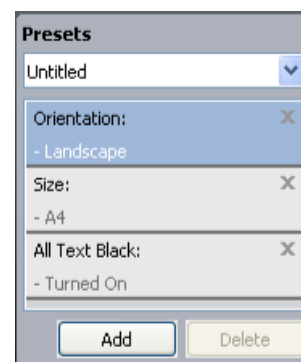 Presets
Untitled
Orientation:
- Landscape
Size:
- A4
All Text Black:
- Turned On
Add Delete